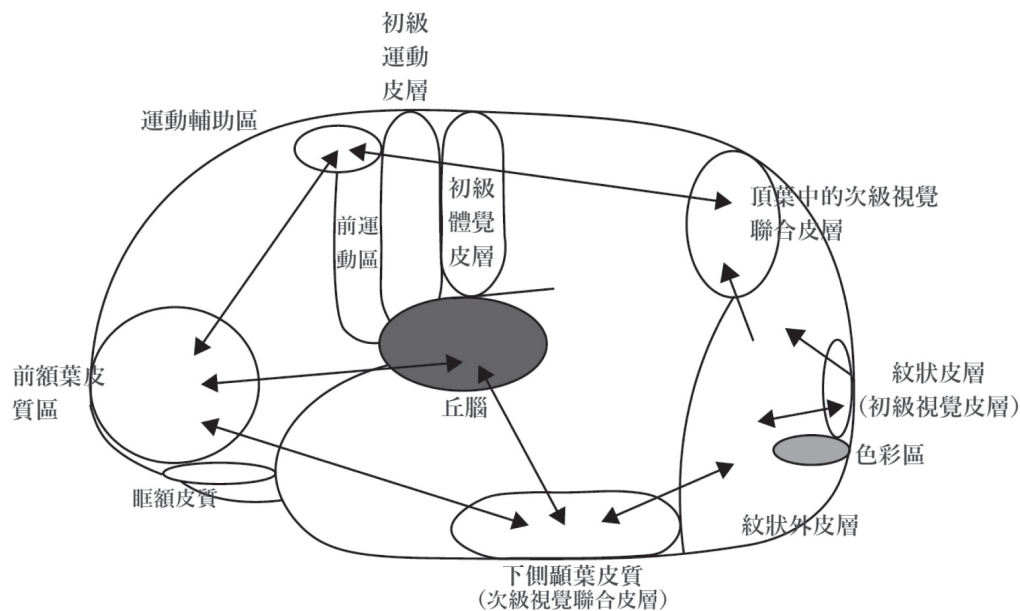 初級
運動
皮層
運動輔助區
初級
體覺
皮層
前運
動區
頂葉中的次級視覺
聯合皮層
前額葉皮
質區
丘腦
紋狀皮層
(初級視覺皮層)
色彩區
眶額皮質
紋狀外皮層
下側顳葉皮質
(次級視覺聯合皮層)